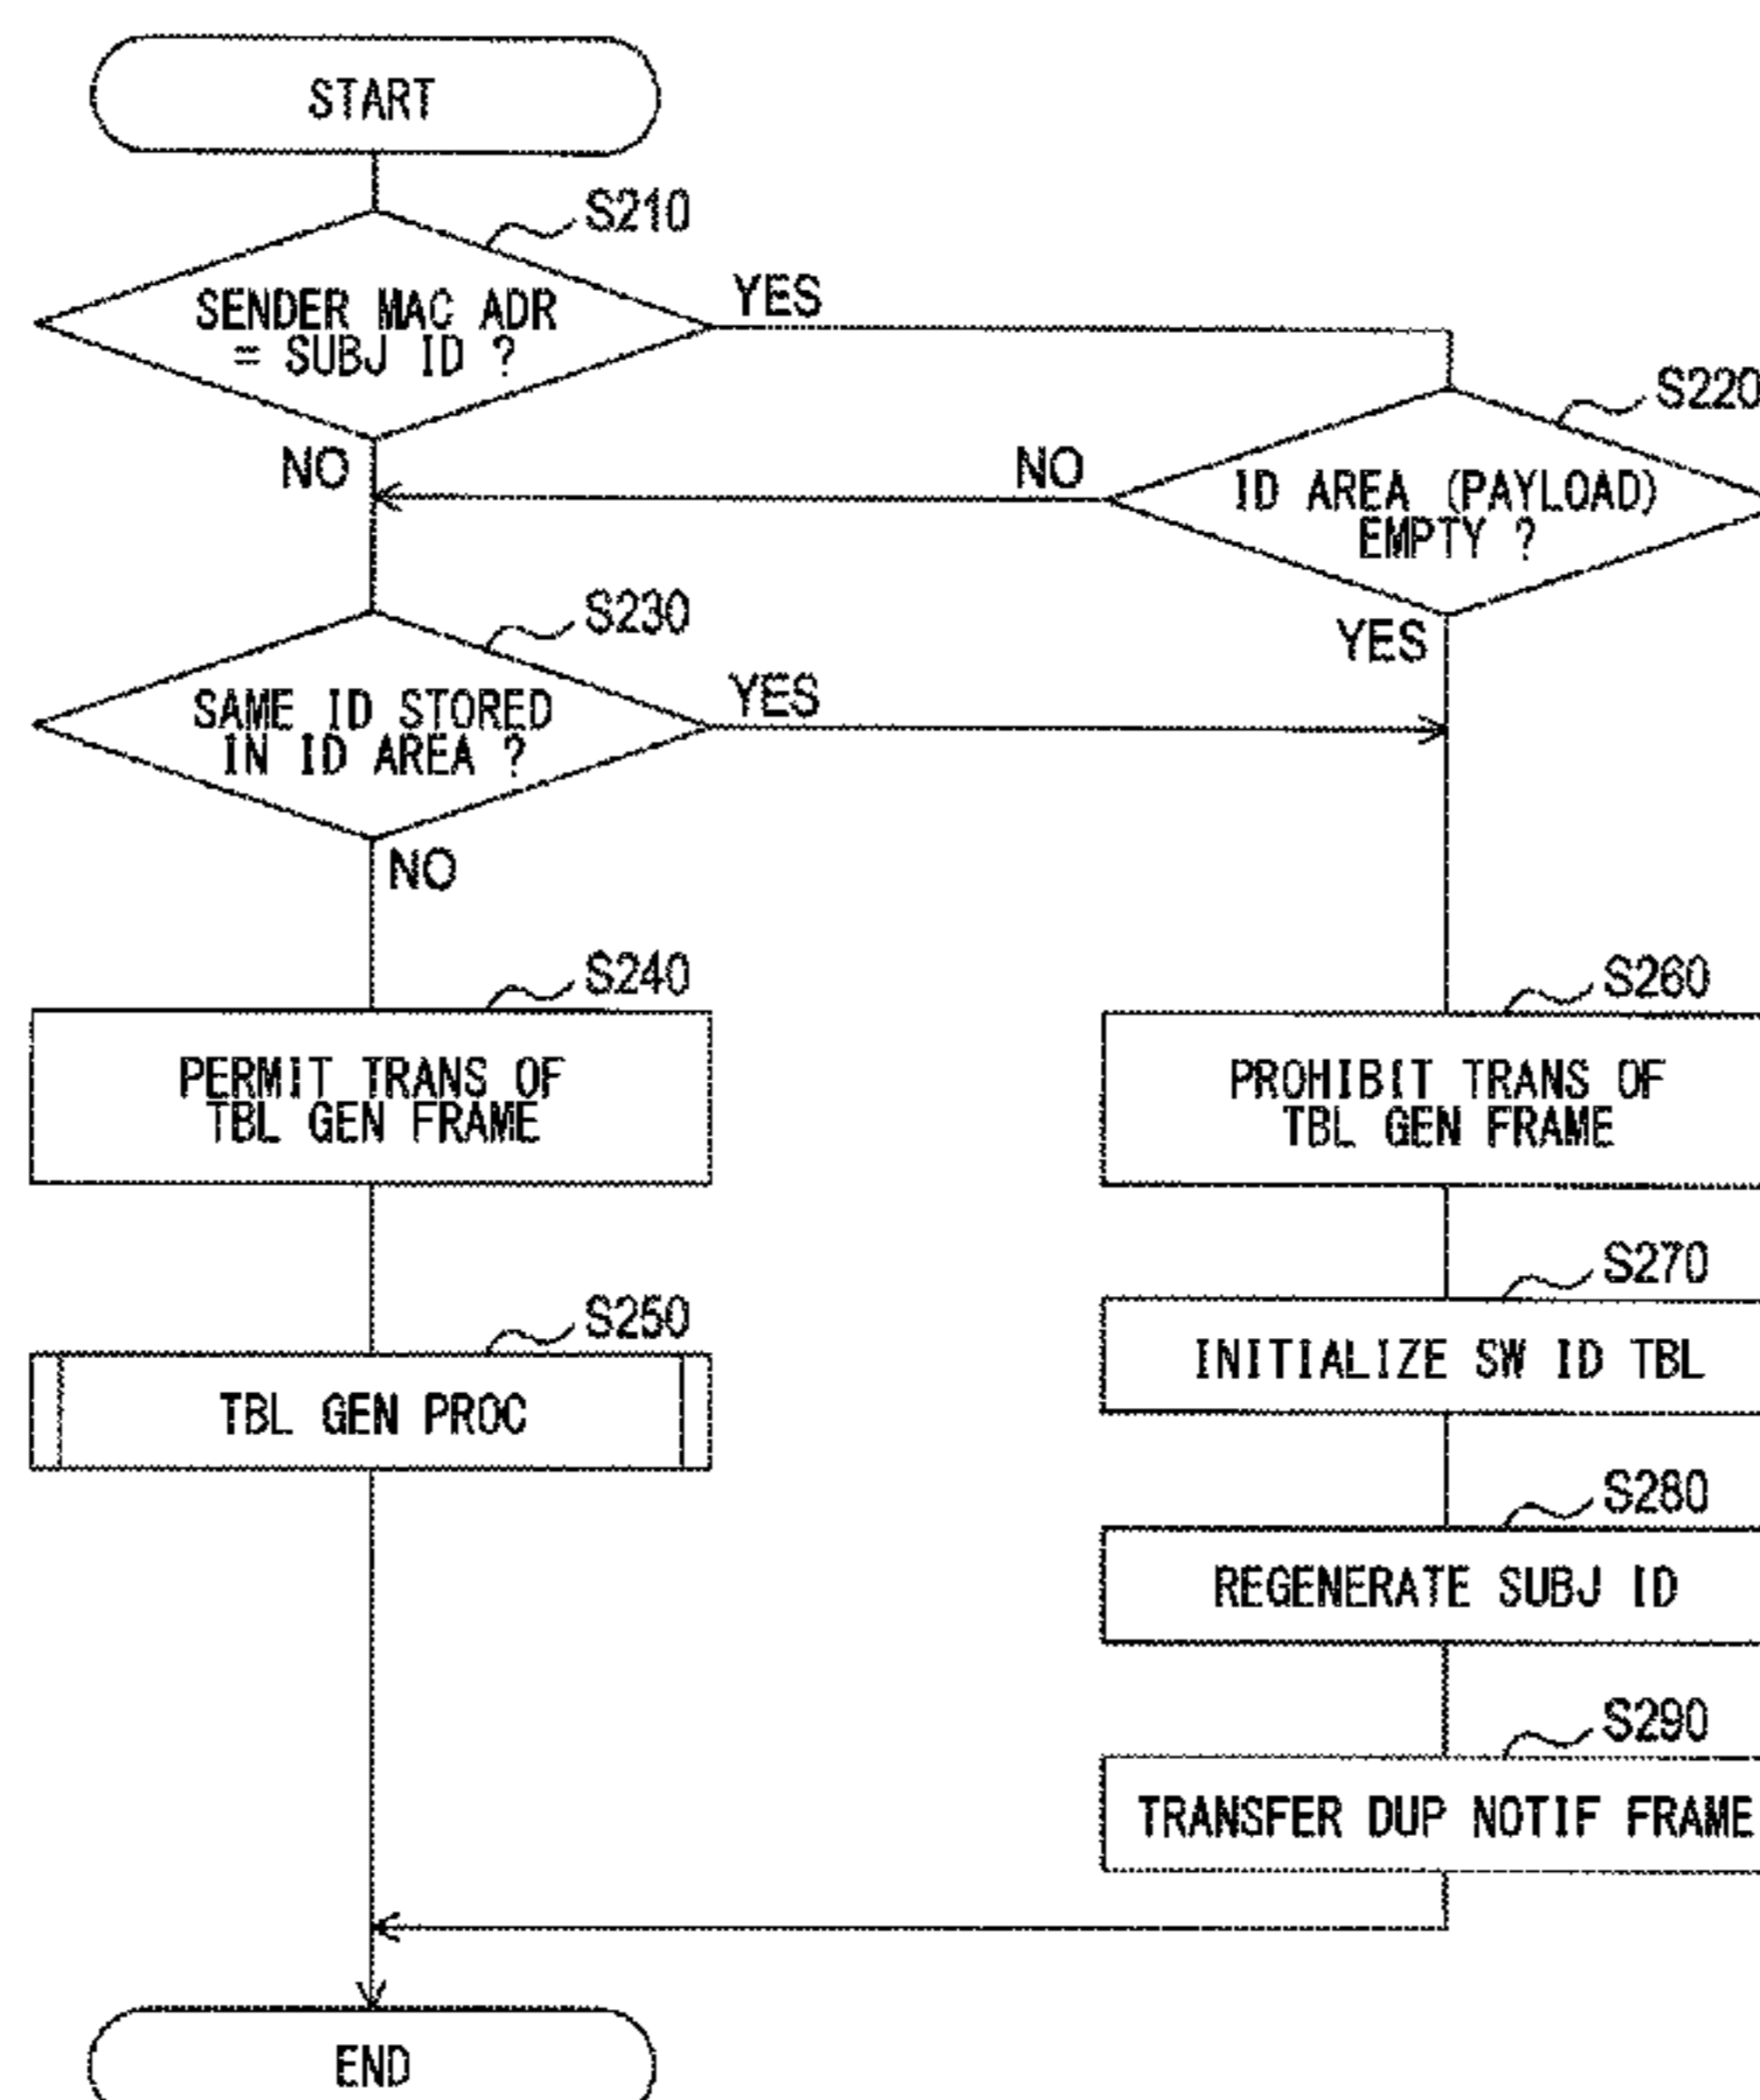 START
S210
SENDER MAC ADR
= SUBJ ID ?
YES
NO
S220
ID AREA (PAYLOAD)
EMPTY ?
NO
YES
S230
SAME ID STORED
IN ID AREA ?
YES
NO
S240
PERMIT TRANS OF
TBL GEN FRAME
S250
TBL GEN PROC
S260
PROHIBIT TRANS OF
TBL GEN FRAME
S270
INITIALIZE SW ID TBL
S280
REGENERATE SUBJ ID
S290
TRANSFER DUP NOTIF FRAME
END